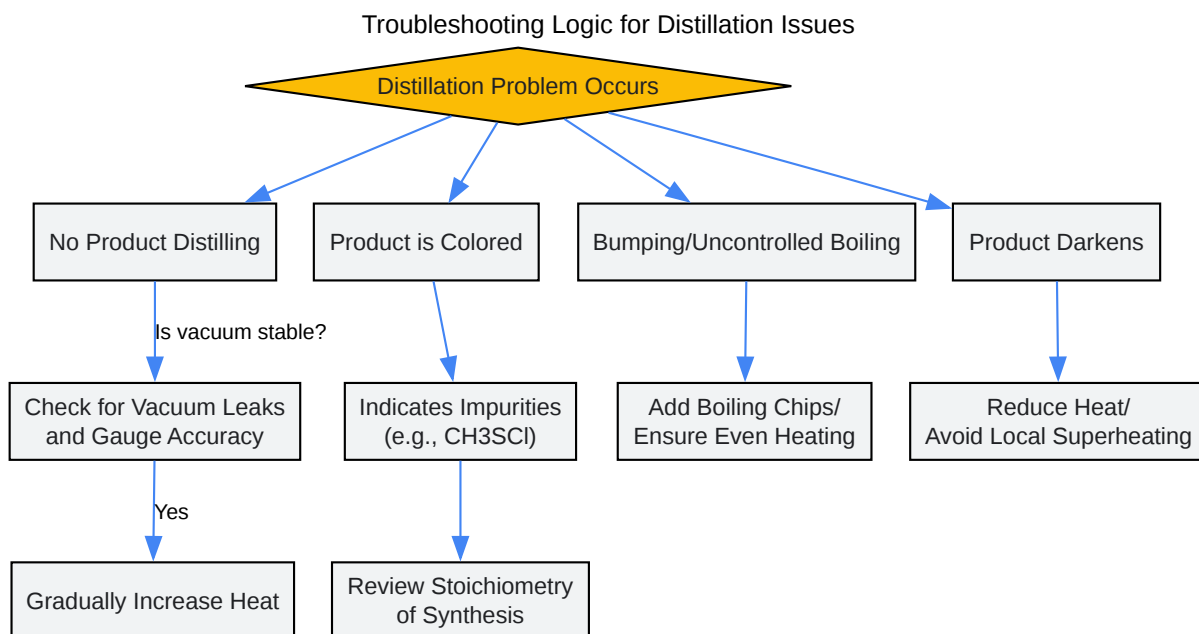 Troubleshooting Logic for Distillation Issues
Distillation Problem Occurs
No Product Distilling
Product is Colored
Bumping/Uncontrolled Boiling
Product Darkens
Is vacuum stable?
Check for Vacuum Leaks
and Gauge Accuracy
Indicates Impurities
(e.g., CH3SCl)
Add Boiling Chips/
Ensure Even Heating
Reduce Heat/
Avoid Local Superheating
Yes
Gradually Increase Heat
Review Stoichiometry
of Synthesis